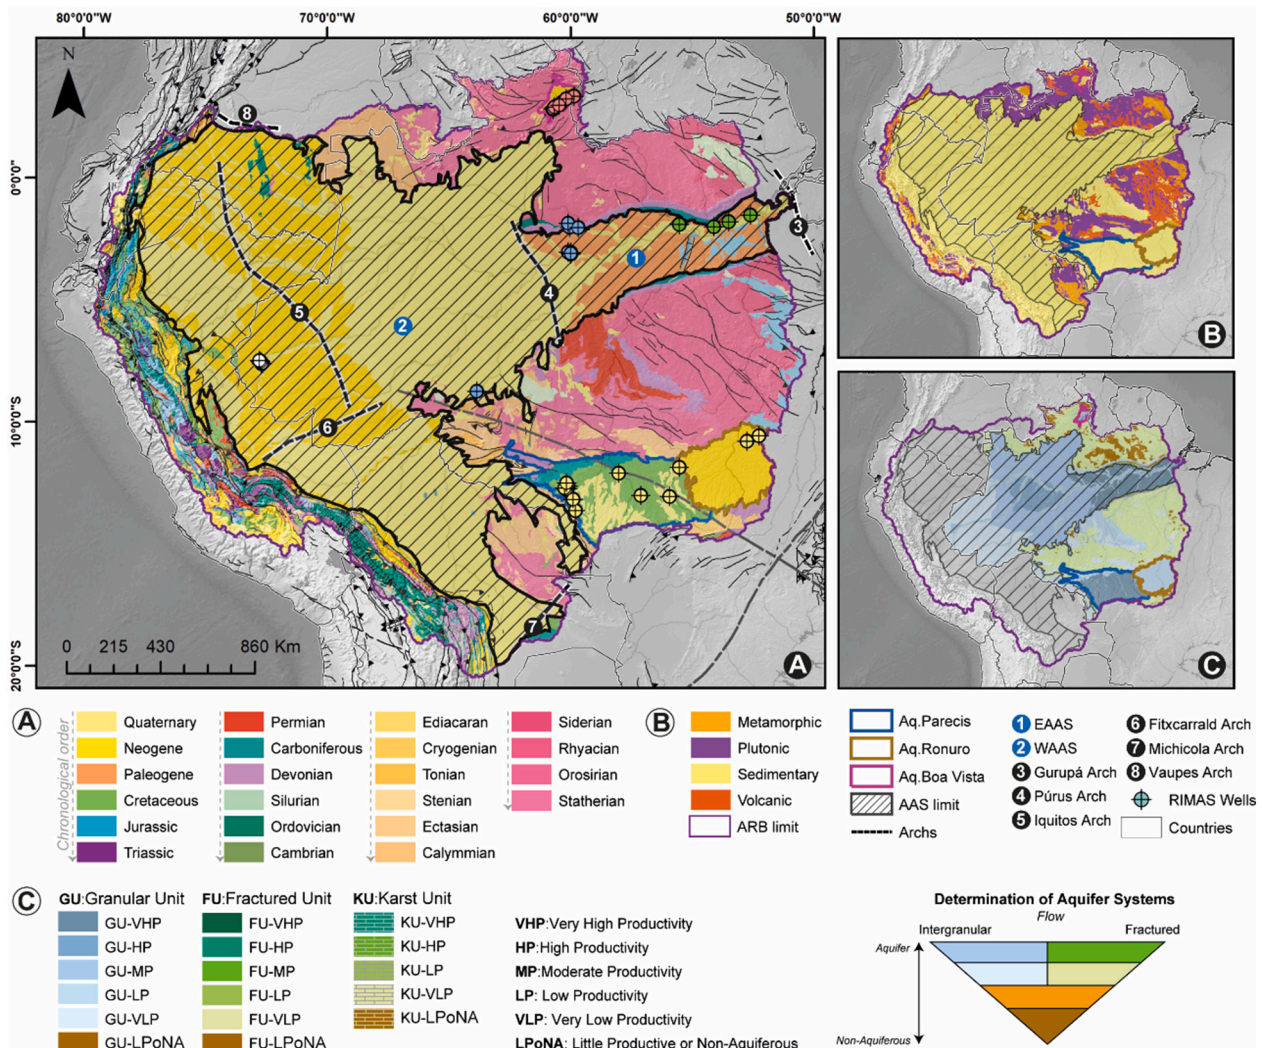 80°0'0"W 70°0'0"W 60°0'0"W 50°0'0"W
N
0°0'0"
10°0'0"S
20°0'0"S
8
1
2
3
4
5
6
7
0 215 430 860 Km
A
B
C
A
Chronological order
Quaternary
Neogene
Paleogene
Cretaceous
Jurassic
Triassic
Permian
Carboniferous
Devonian
Silurian
Ordovician
Cambrian
Ediacaran
Cryogenian
Tonian
Stenian
Ectasian
Calymmian
Siderian
Rhyacian
Orosirian
Statherian
B
Metamorphic
Plutonic
Sedimentary
Volcanic
ARB limit
Aq.Parecis
Aq.Ronuro
Aq.Boa Vista
AAS limit
Archs
1 EAAS
2 WAAS
3 Gurupá Arch
4 Púrus Arch
5 Iquitos Arch
6 Fitxcarrald Arch
7 Michicola Arch
8 Vaupes Arch
RIMAS Wells
Countries
C
GU:Granular Unit
GU-VHP
GU-HP
GU-MP
GU-LP
GU-VLP
GU-LPoNA
FU:Fractured Unit
FU-VHP
FU-HP
FU-MP
FU-LP
FU-VLP
FU-LPONA
KU:Karst Unit
KU-VHP
KU-HP
KU-LP
KU-VLP
KU-LPoNA
VHP:Very High Productivity
HP:High Productivity
MP:Moderate Productivity
LP: Low Productivity
VLP: Very Low Productivity
LPoNA: Little Productive or Non-Aquiferous
Determination of Aquifer Systems
Flow
Intergranular Fractured
Aquifer
Non-Aquiferous